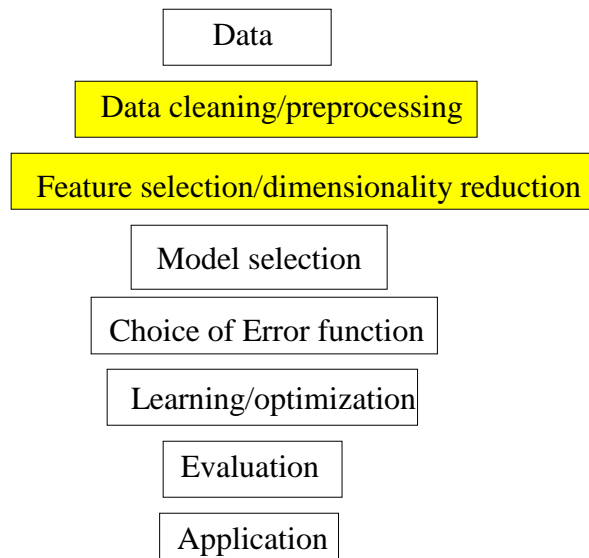 Data
Data cleaning/preprocessing
Feature selection/dimensionality reduction
Model selection
Choice of Error function
Learning/optimization
Evaluation
Application